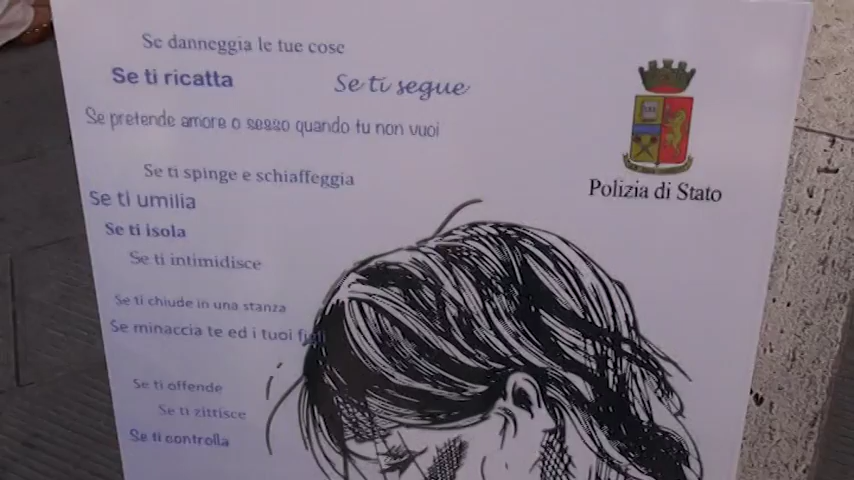 Se danneggia le tue cose
Se ti ricatta
Se ti segue
Se pretende amore o sesso quando tu non vuoi
Se ti spinge e schiaffeggia
Polizia di Stato
Se ti umilia
Se ti isola
Se ti intimidisce
Se ti chiude in una stanza
Se minaccia te ed i tuoi figli
Se ti offende
Se ti zittisce
Se ti controlla